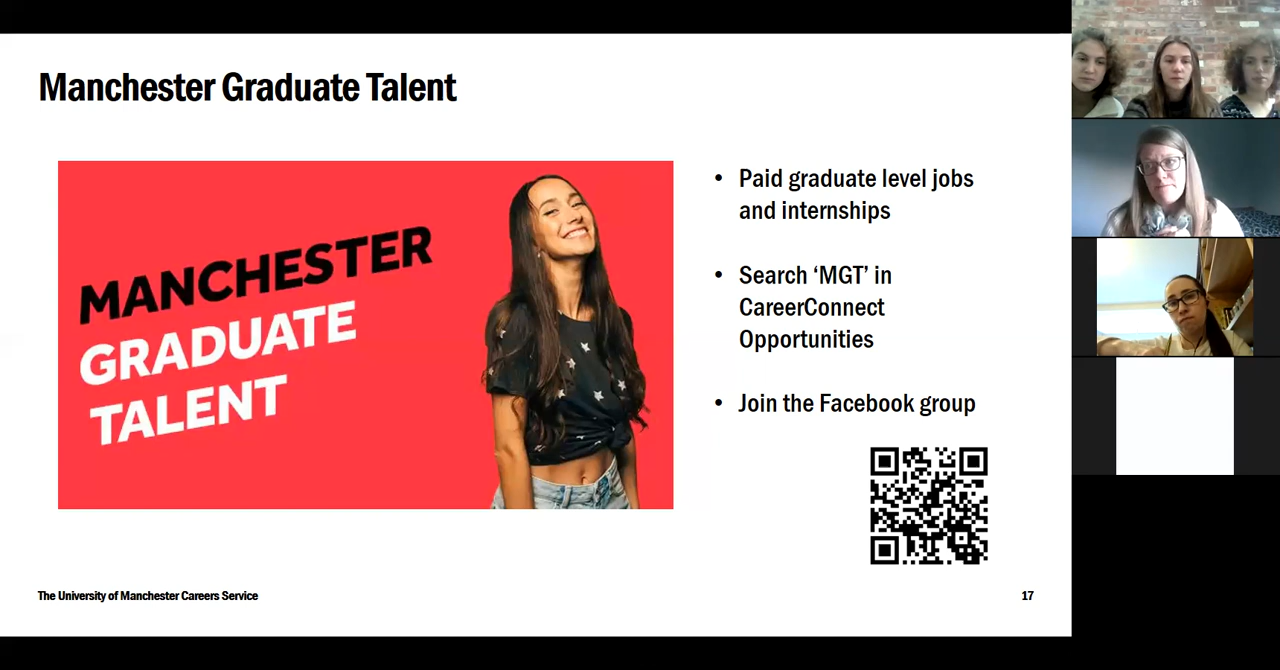 Manchester Graduate Talent
MANCHESTER
GRADUATE
TALENT
• Paid graduate level jobs
and internships
• Search ‘MGT’ in
CareerConnect
Opportunities
• Join the Facebook group
The University of Manchester Careers Service
17